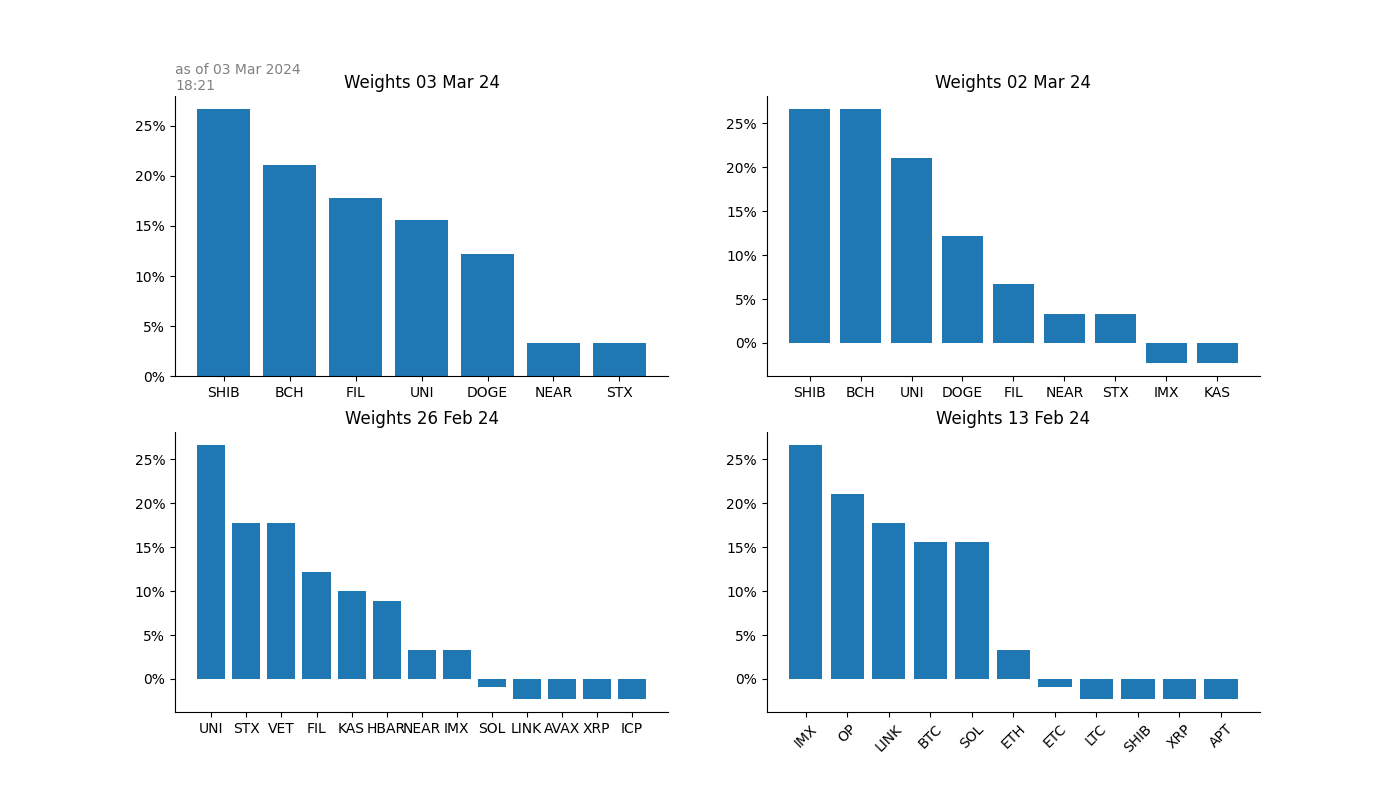 as of 03 Mar 2024
18:21
Weights 03 Mar 24
25%
20%
15%
10%
5%
0%
SHIB BCH FIL UNI DOGE NEAR STX
Weights 02 Mar 24
25%
20%
15%
10%
5%
0%
SHIB BCH UNI DOGE FIL NEAR STX IMX KAS
Weights 26 Feb 24
25%
20%
15%
10%
5%
0%
UNI STX VET FIL KAS HBAR NEAR IMX SOL LINK AVAX XRP ICP
Weights 13 Feb 24
25%
20%
15%
10%
5%
0%
IMX OP LINK BTC SOL ETH ETC LTC SHIB XRP APT